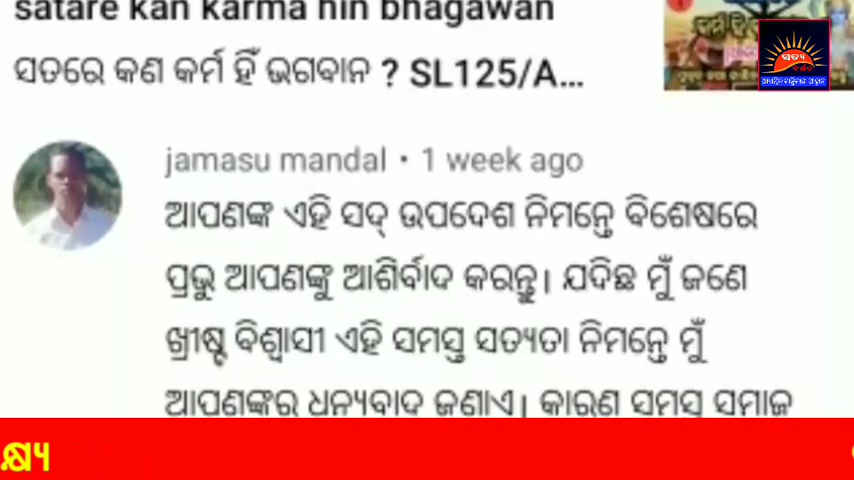 satare kan karma hin bhagawan
ସତରେ କଣ କର୍ମ ହିଁ ଭଗବାନ ? SL125/A...
ସତ୍ୟ
jamasu mandal • 1 week ago
ଆପଣଙ୍କ ଏହି ସଦ୍ ଉପଦେଶ ନିମନ୍ତେ ବିଶେଷରେ
ପ୍ରଭୁ ଆପଣଙ୍କୁ ଆଶିର୍ବାଦ କରନ୍ତୁ। ଯଦିଛ ମୁଁ ଜଣେ
ଖ୍ରୀଷ୍ଟ ବିଶ୍ୱାସୀ ଏହି ସମସ୍ତ ସତ୍ୟତା ନିମନ୍ତେ ମୁଁ
ଆପଣଙ୍କର ଧନ୍ୟବାଦ ଜଣାଏ। କାରଣ ସମସ୍ତ ସମାଜ
କ୍ଷ୍ୟ